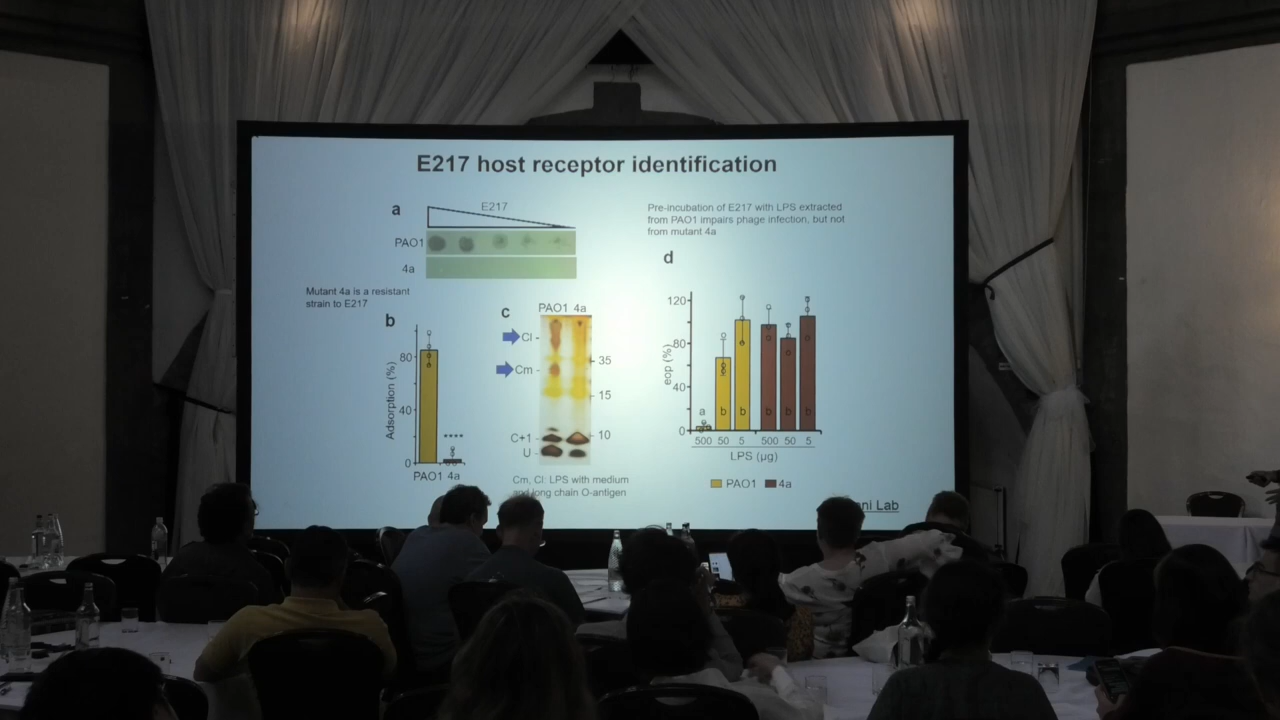 E217 host receptor identification
a
E217
PAO1
4a
Mutant 4a is a resistant
strain to E217
b
Adsorption (%)
80
40
0
****
PAO1 4a
c
PAO1 4a
Cl -
Cm -
C+1 -
U -
- 35
- 15
- 10
Cm, Cl: LPS with medium
and long chain O-antigen
Pre-incubation of E217 with LPS extracted
from PAO1 impairs phage infection, but not
from mutant 4a
d
eop (%)
120
80
40
0
a b b b b b
500 50 5 500 50 5
LPS (µg)
PAO1 4a
Lab